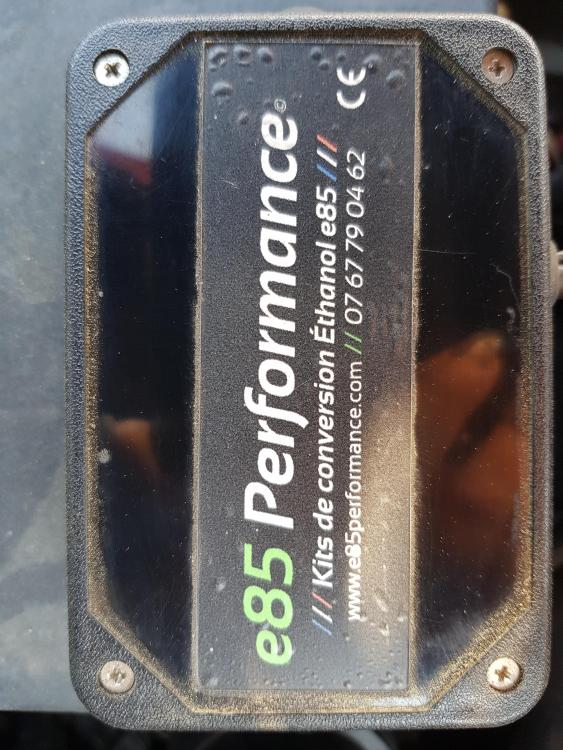 e85 Performance©
/// Kits de conversion Éthanol e85 ///
www.e85performance.com // 07 67 79 04 62
CE